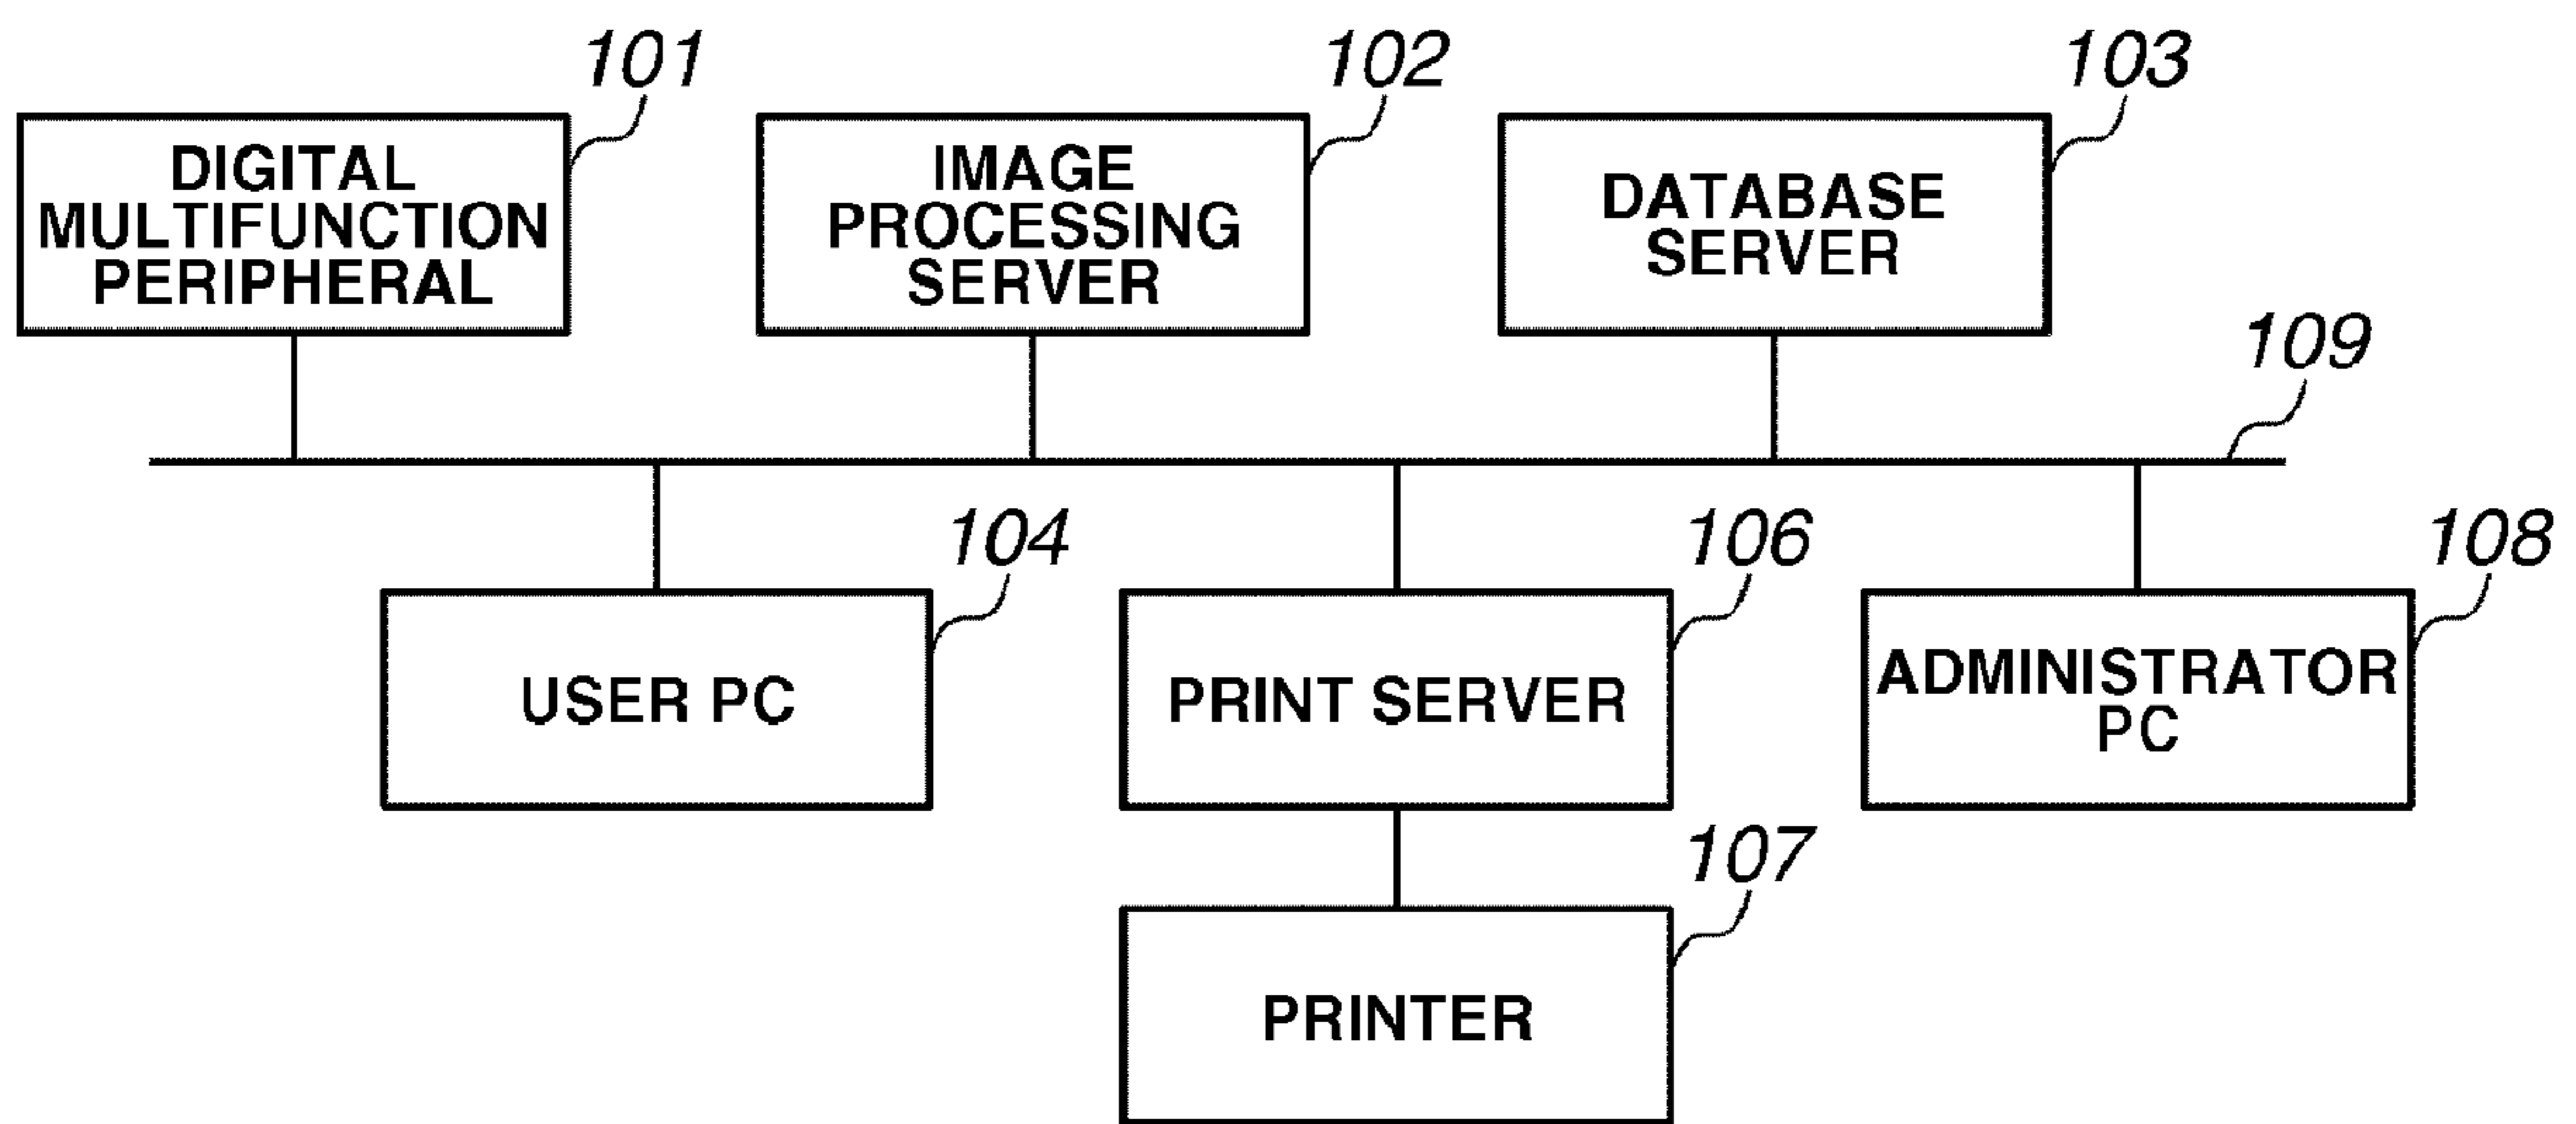 101
DIGITAL
MULTIFUNCTION
PERIPHERAL
102
IMAGE
PROCESSING
SERVER
103
DATABASE
SERVER
109
104
USER PC
106
PRINT SERVER
108
ADMINISTRATOR
PC
107
PRINTER